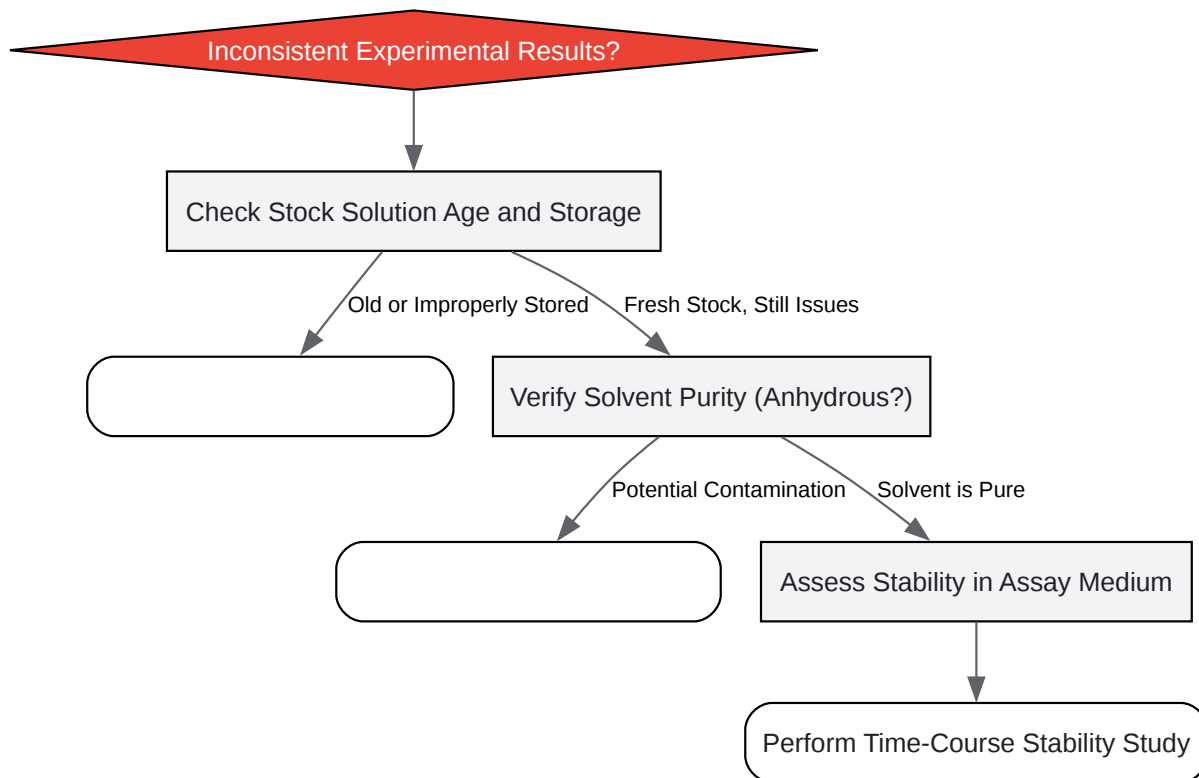 Inconsistent Experimental Results?
Check Stock Solution Age and Storage
Old or Improperly Stored
Fresh Stock, Still Issues
Verify Solvent Purity (Anhydrous?)
Potential Contamination
Solvent is Pure
Assess Stability in Assay Medium
Perform Time-Course Stability Study